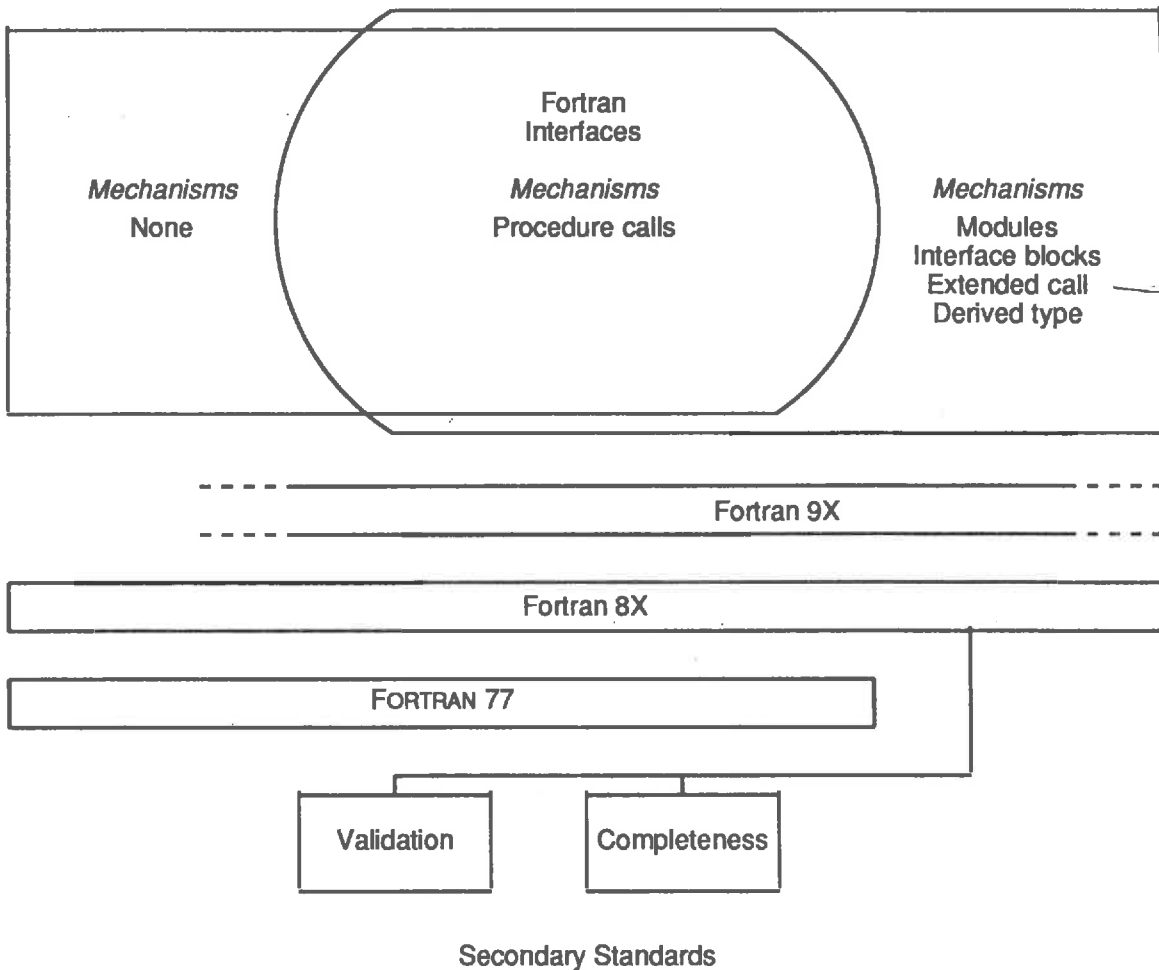 Fortran
Interfaces
Mechanisms
None
Mechanisms
Procedure calls
Mechanisms
Modules
Interface blocks
Extended call
Derived type
Fortran 9X
Fortran 8X
FORTRAN 77
Validation
Completeness
Secondary Standards